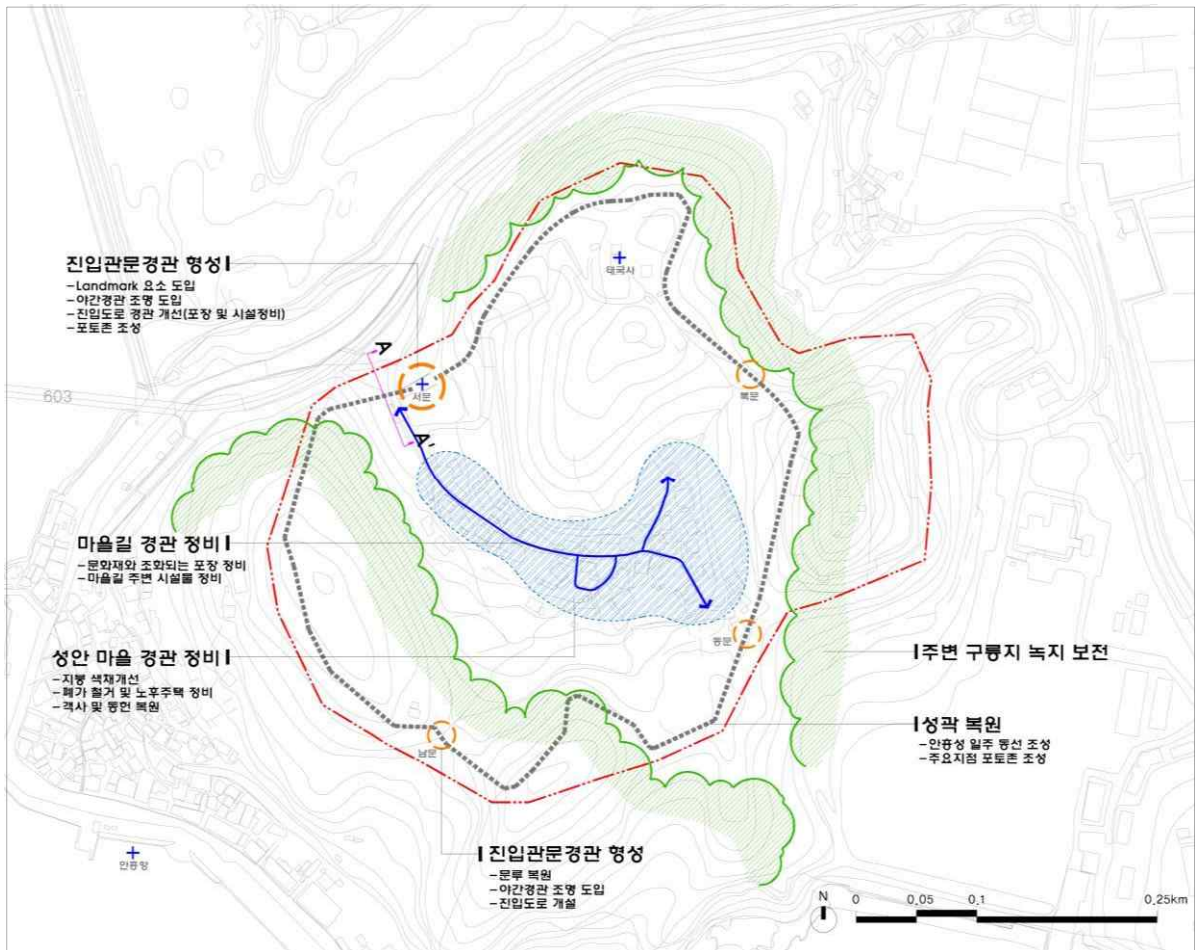 진입관문경관 형성
-Landmark 요소 도입
-야간경관 조명 도입
-진입도로 경관 개선(포장 및 시설정비)
-포토존 조성
태국사
A
서문
북문
603
A'
마을길 경관 정비
-문화재와 조화되는 포장 정비
-마을길 주변 시설물 정비
동문
성안 마을 경관 정비
-지붕 색채개선
-폐가 철거 및 노후주택 정비
-객사 및 동헌 복원
주변 구릉지 녹지 보전
성곽 복원
-안흥성 일주 동선 조성
-주요지점 포토존 조성
남문
진입관문경관 형성
-문루 복원
-야간경관 조명 도입
-진입도로 개설
안흥항
N
0 0.05 0.1 0.25km